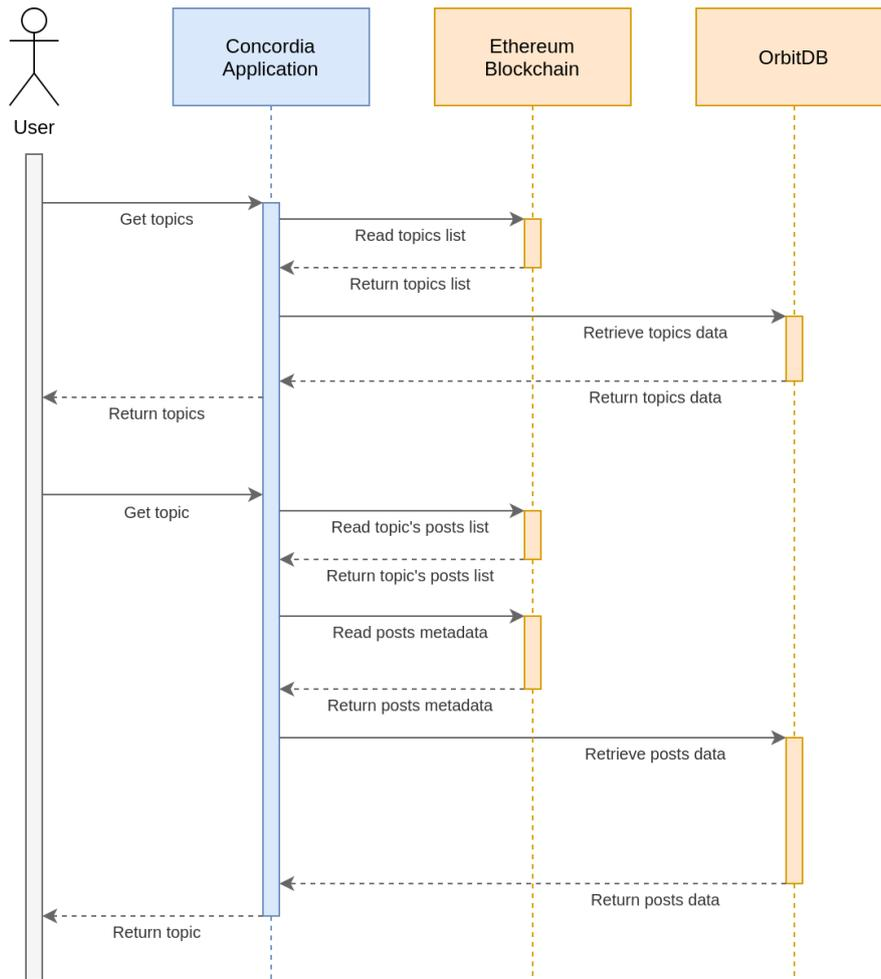 Concordia
Application
Ethereum
Blockchain
OrbitDB
User
Get topics
Read topics list
Return topics list
Retrieve topics data
Return topics data
Return topics
Get topic
Read topic's posts list
Return topic's posts list
Read posts metadata
Return posts metadata
Retrieve posts data
Return posts data
Return topic